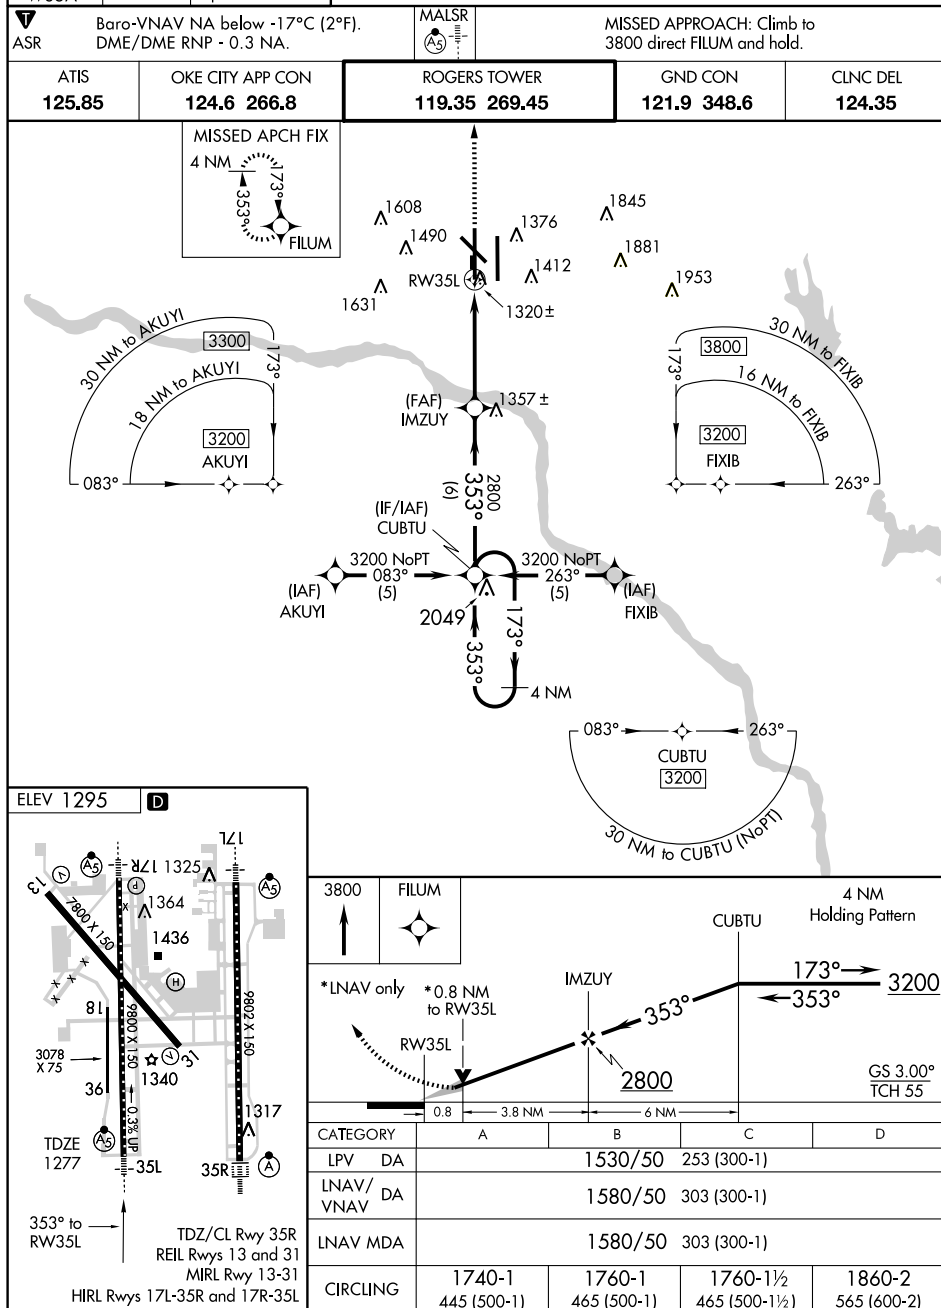 T
ASR
Baro-VNAV NA below -17°C (2°F).
DME/DME RNP - 0.3 NA.
MALSR
A5
MISSED APPROACH: Climb to
3800 direct FILUM and hold.
ATIS
125.85
OKE CITY APP CON
124.6 266.8
ROGERS TOWER
119.35 269.45
GND CON
121.9 348.6
CLNC DEL
124.35
MISSED APCH FIX
4 NM
173°
353°
FILUM
1608
1490
1631
1376
1412
1845
1881
1953
RW35L
1320±
30 NM to AKUYI
3300
173°
18 NM to AKUYI
3200
AKUYI
083°
(FAF)
IMZUY
1357±
30 NM to FIXIB
3800
173°
16 NM to FIXIB
3200
FIXIB
263°
2800
353°
(6)
(IF/IAF)
CUBTU
3200 NoPT
083°
(5)
(IAF)
AKUYI
3200 NoPT
263°
(5)
(IAF)
FIXIB
2049
173°
353°
4 NM
083°
263°
CUBTU
3200
30 NM to CUBTU (NoPT)
ELEV 1295
D
13
V
A5
17R
P
1325
17L
A5
7800 X 150
X
1364
1436
H
X
X
X
X
18
9800 X 150
9802 X 150
3078
X 75
V
31
1340
36
0.3% UP
1317
TDZE
1277
A5
35L
35R
A
353° to
RW35L
TDZ/CL Rwy 35R
REIL Rwys 13 and 31
MIRL Rwy 13-31
HIRL Rwys 17L-35R and 17R-35L
3800
FILUM
CUBTU
4 NM
Holding Pattern
*LNAV only
*0.8 NM
to RW35L
IMZUY
173°
353°
3200
353°
RW35L
2800
GS 3.00°
TCH 55
0.8
3.8 NM
6 NM
CATEGORY A B C D
LPV DA 1530/50 253 (300-1)
LNAV/
VNAV DA 1580/50 303 (300-1)
LNAV MDA 1580/50 303 (300-1)
CIRCLING
1740-1
445 (500-1)
1760-1
465 (500-1)
1760-1½
465 (500-1½)
1860-2
565 (600-2)